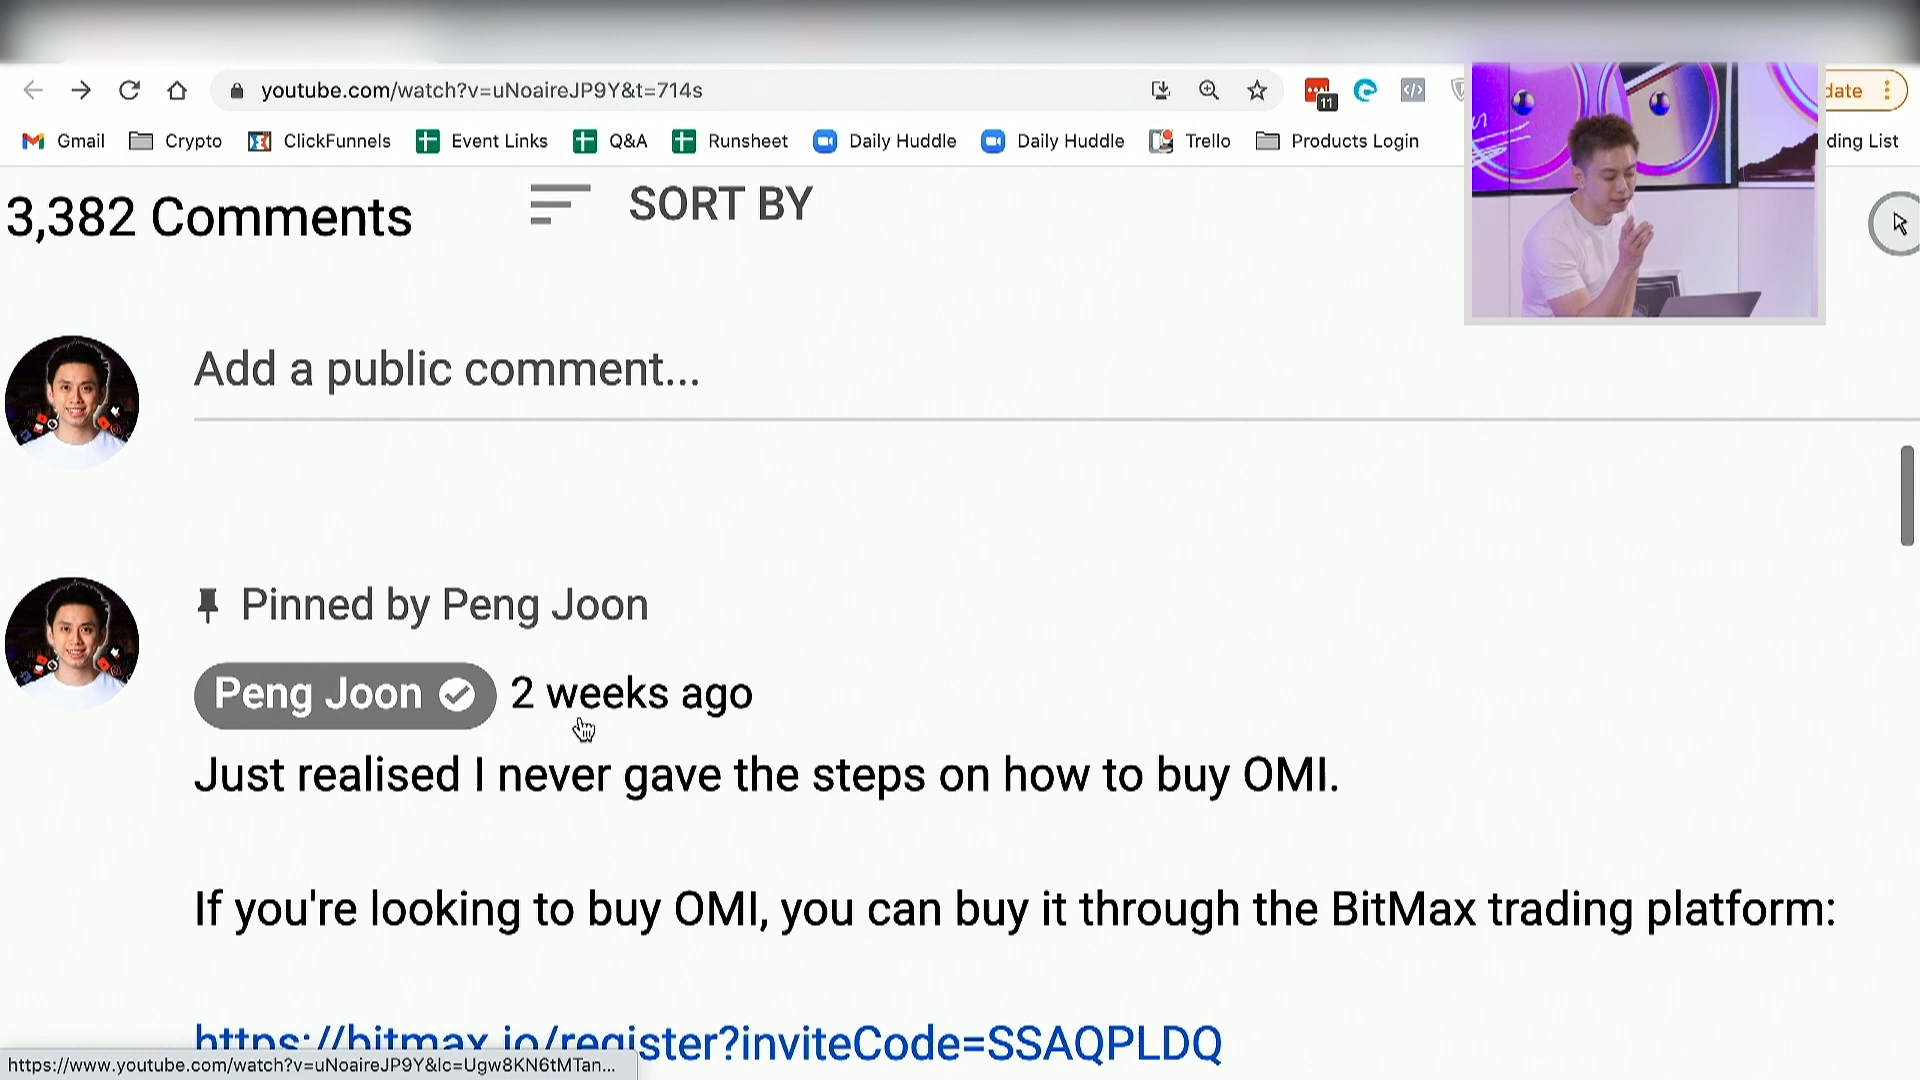 youtube.com/watch?v=uNoaireJP9Y&t=714s
11
date
Gmail
Crypto
ClickFunnels
Event Links
Q&A
Runsheet
Daily Huddle
Daily Huddle
Trello
Products Login
ding List
3,382 Comments
SORT BY
Add a public comment...
Pinned by Peng Joon
Peng Joon 2 weeks ago
Just realised I never gave the steps on how to buy OMI.
If you're looking to buy OMI, you can buy it through the BitMax trading platform:
https://bitmax.io/register?inviteCode=SSAQPLDQ
https://www.youtube.com/watch?v=uNoaireJP9Y&lc=Ugw8KN6tMTan...